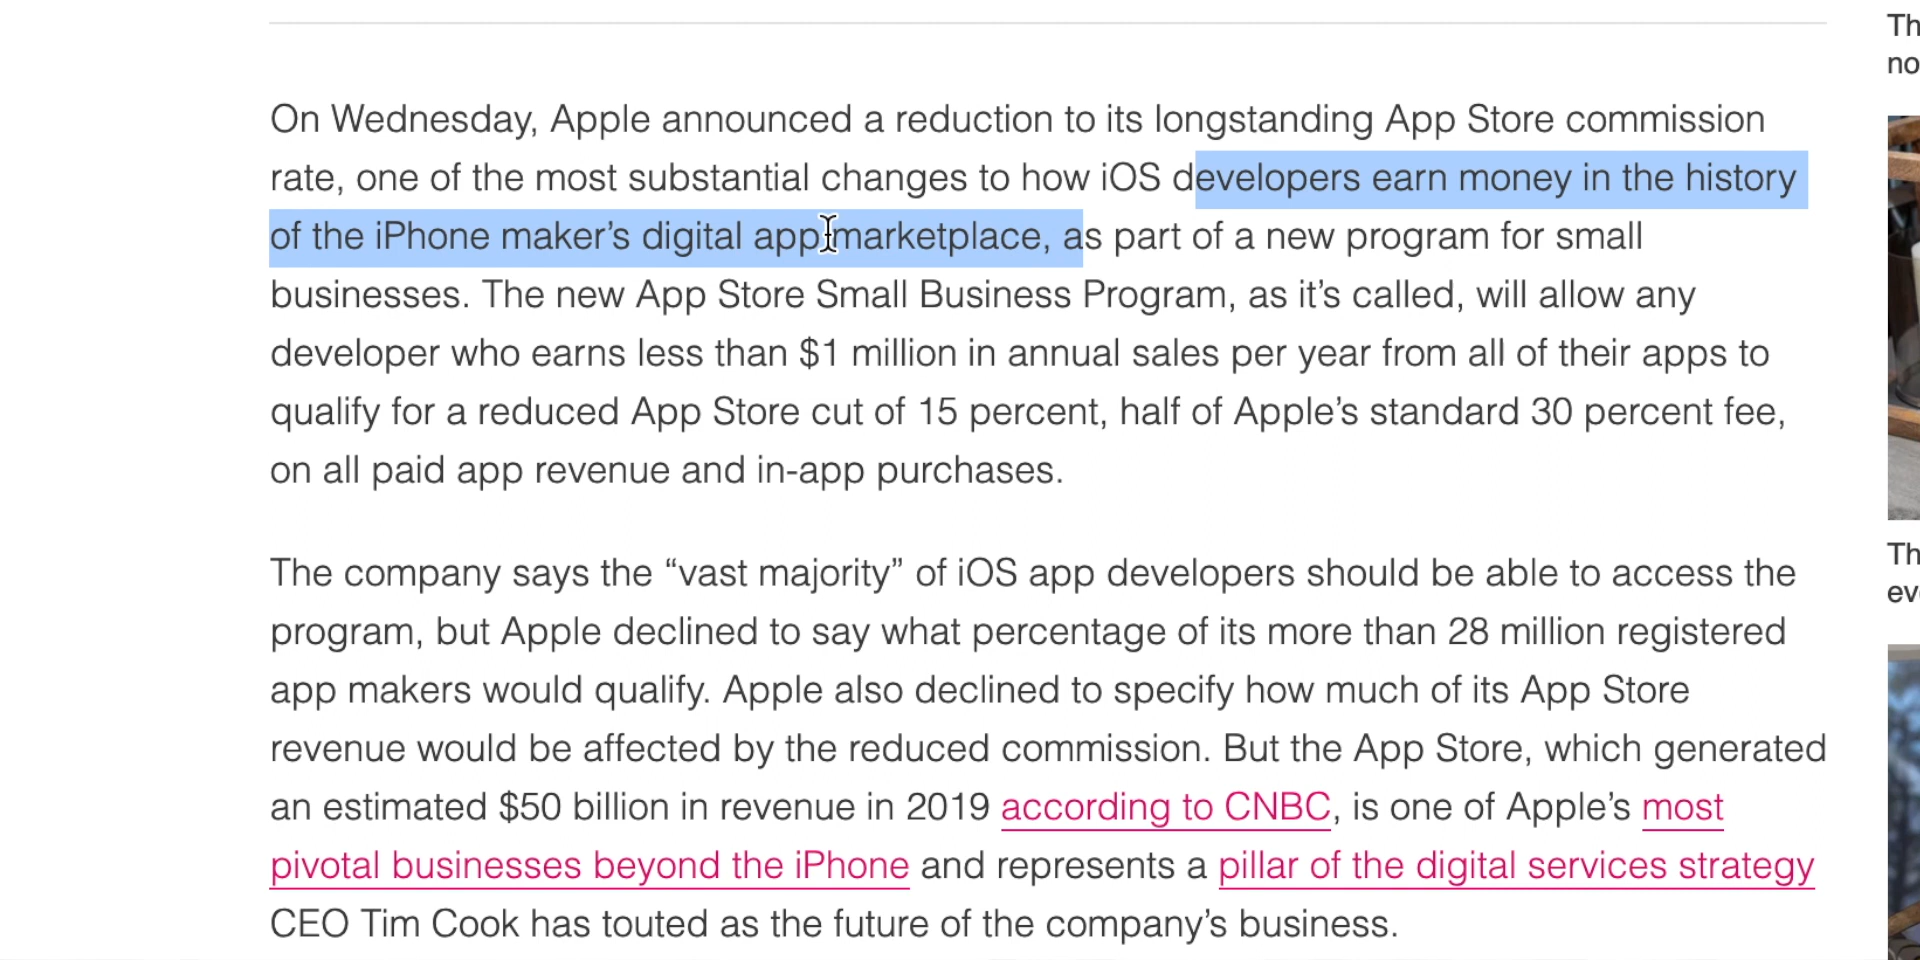 On Wednesday, Apple announced a reduction to its longstanding App Store commission
rate, one of the most substantial changes to how iOS developers earn money in the history
of the iPhone maker’s digital app marketplace, as part of a new program for small
businesses. The new App Store Small Business Program, as it’s called, will allow any
developer who earns less than $1 million in annual sales per year from all of their apps to
qualify for a reduced App Store cut of 15 percent, half of Apple’s standard 30 percent fee,
on all paid app revenue and in-app purchases.
The company says the “vast majority” of iOS app developers should be able to access the
program, but Apple declined to say what percentage of its more than 28 million registered
app makers would qualify. Apple also declined to specify how much of its App Store
revenue would be affected by the reduced commission. But the App Store, which generated
an estimated $50 billion in revenue in 2019 according to CNBC, is one of Apple’s most
pivotal businesses beyond the iPhone and represents a pillar of the digital services strategy
CEO Tim Cook has touted as the future of the company’s business.